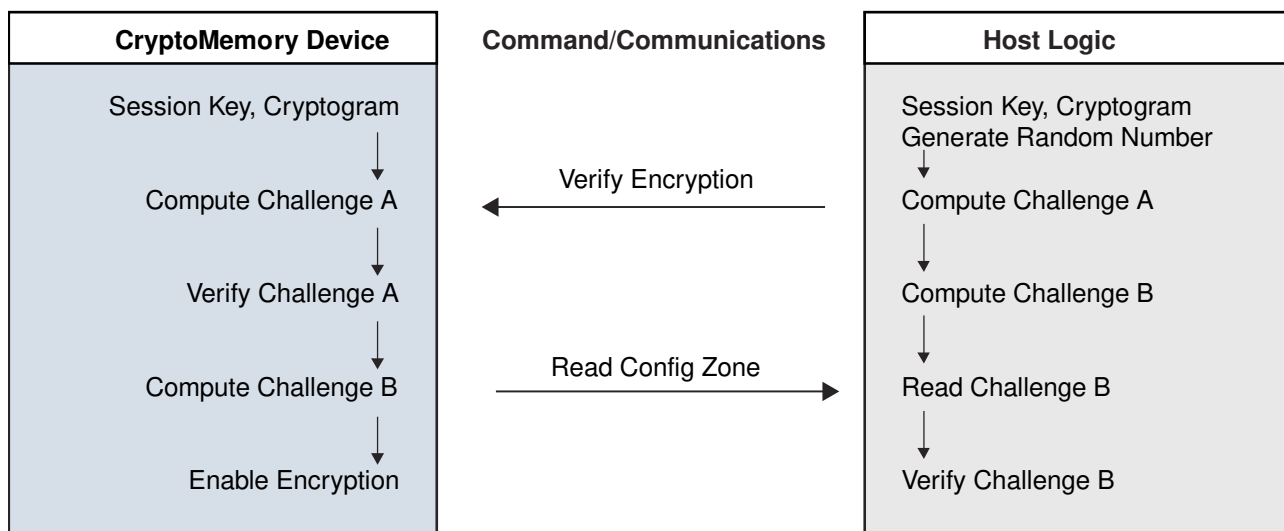 CryptoMemory Device
Command/Communications
Host Logic
Session Key, Cryptogram
Session Key, Cryptogram
Generate Random Number
Verify Encryption
Compute Challenge A
Compute Challenge A
Verify Challenge A
Compute Challenge B
Read Config Zone
Compute Challenge B
Read Challenge B
Enable Encryption
Verify Challenge B